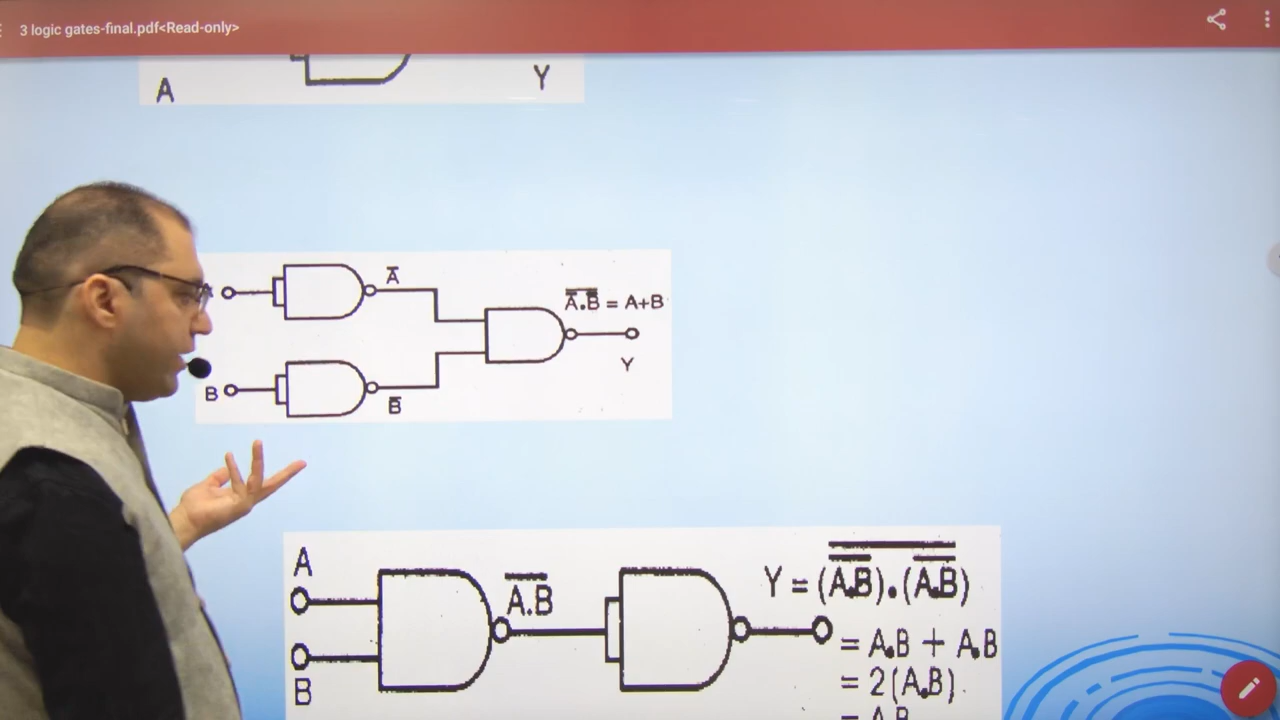 3 logic gates-final.pdf<Read-only>
A
Y
A̅
A̅̅.̅B̅̅ = A+B
Y
B
B̅
A
A̅.̅B̅
B
Y = (A̅.̅B̅).(A̅.̅B̅)
= A.B + A.B
= 2(A.B).
= A.B